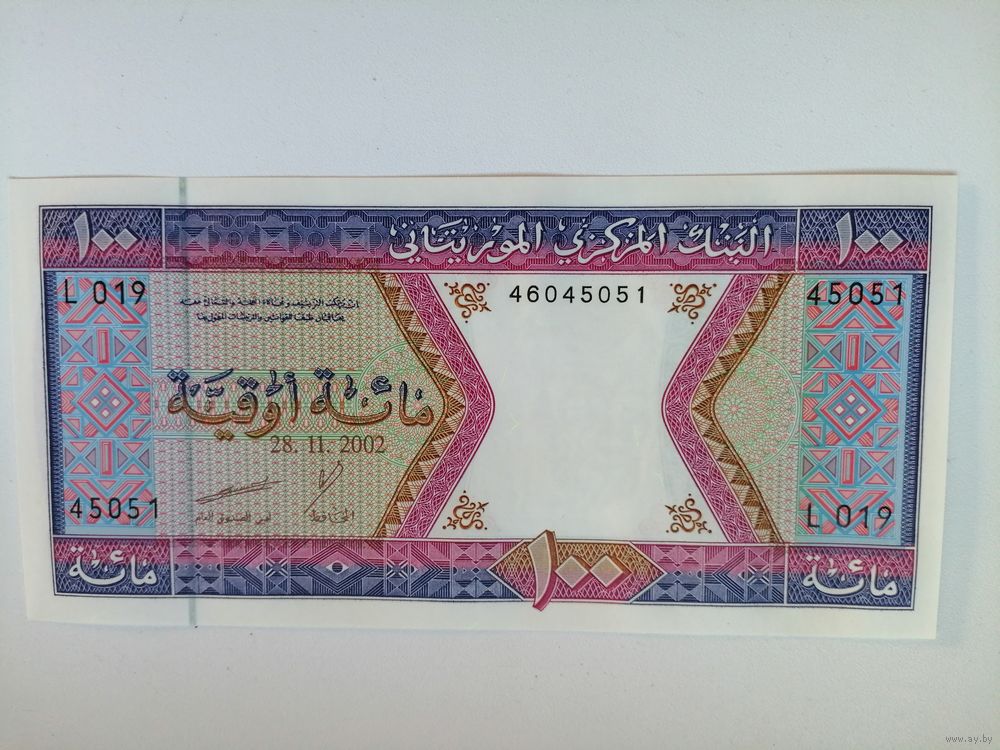 ١٠٠ البنك المركزي الموريتاني ١٠٠
L 019 46045051 45051
مائة أوقية
28. 11. 2002
المحافظ
45051 L 019
مائة ١٠٠ مائة
www.ay.by